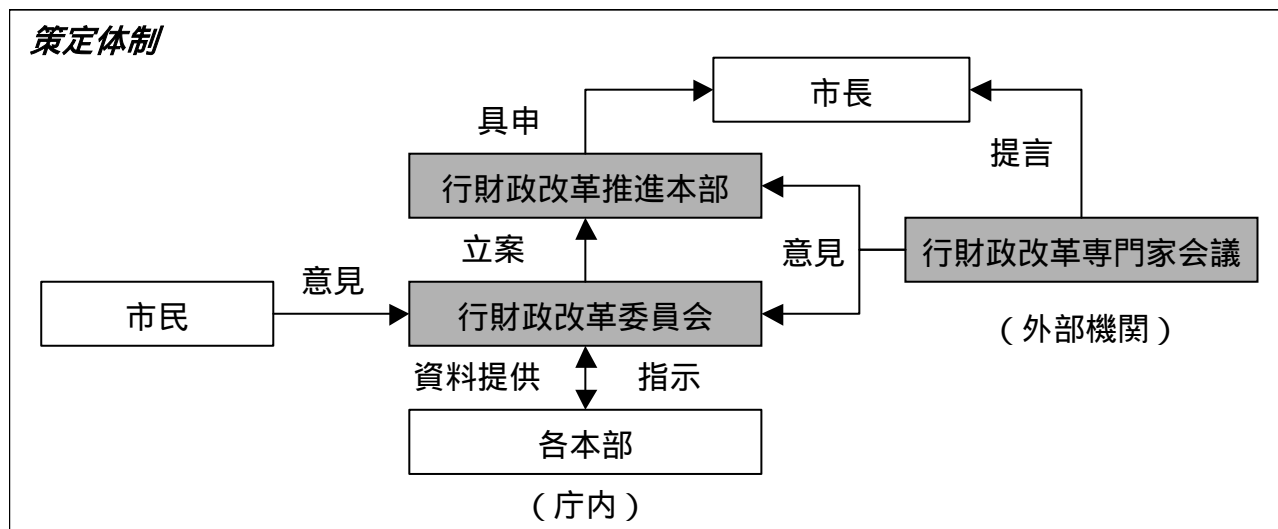 策定体制
市長
具申
提言
行財政改革推進本部
立案
意見
行財政改革専門家会議
市民
意見
行財政改革委員会
（外部機関）
資料提供
指示
各本部
（庁内）